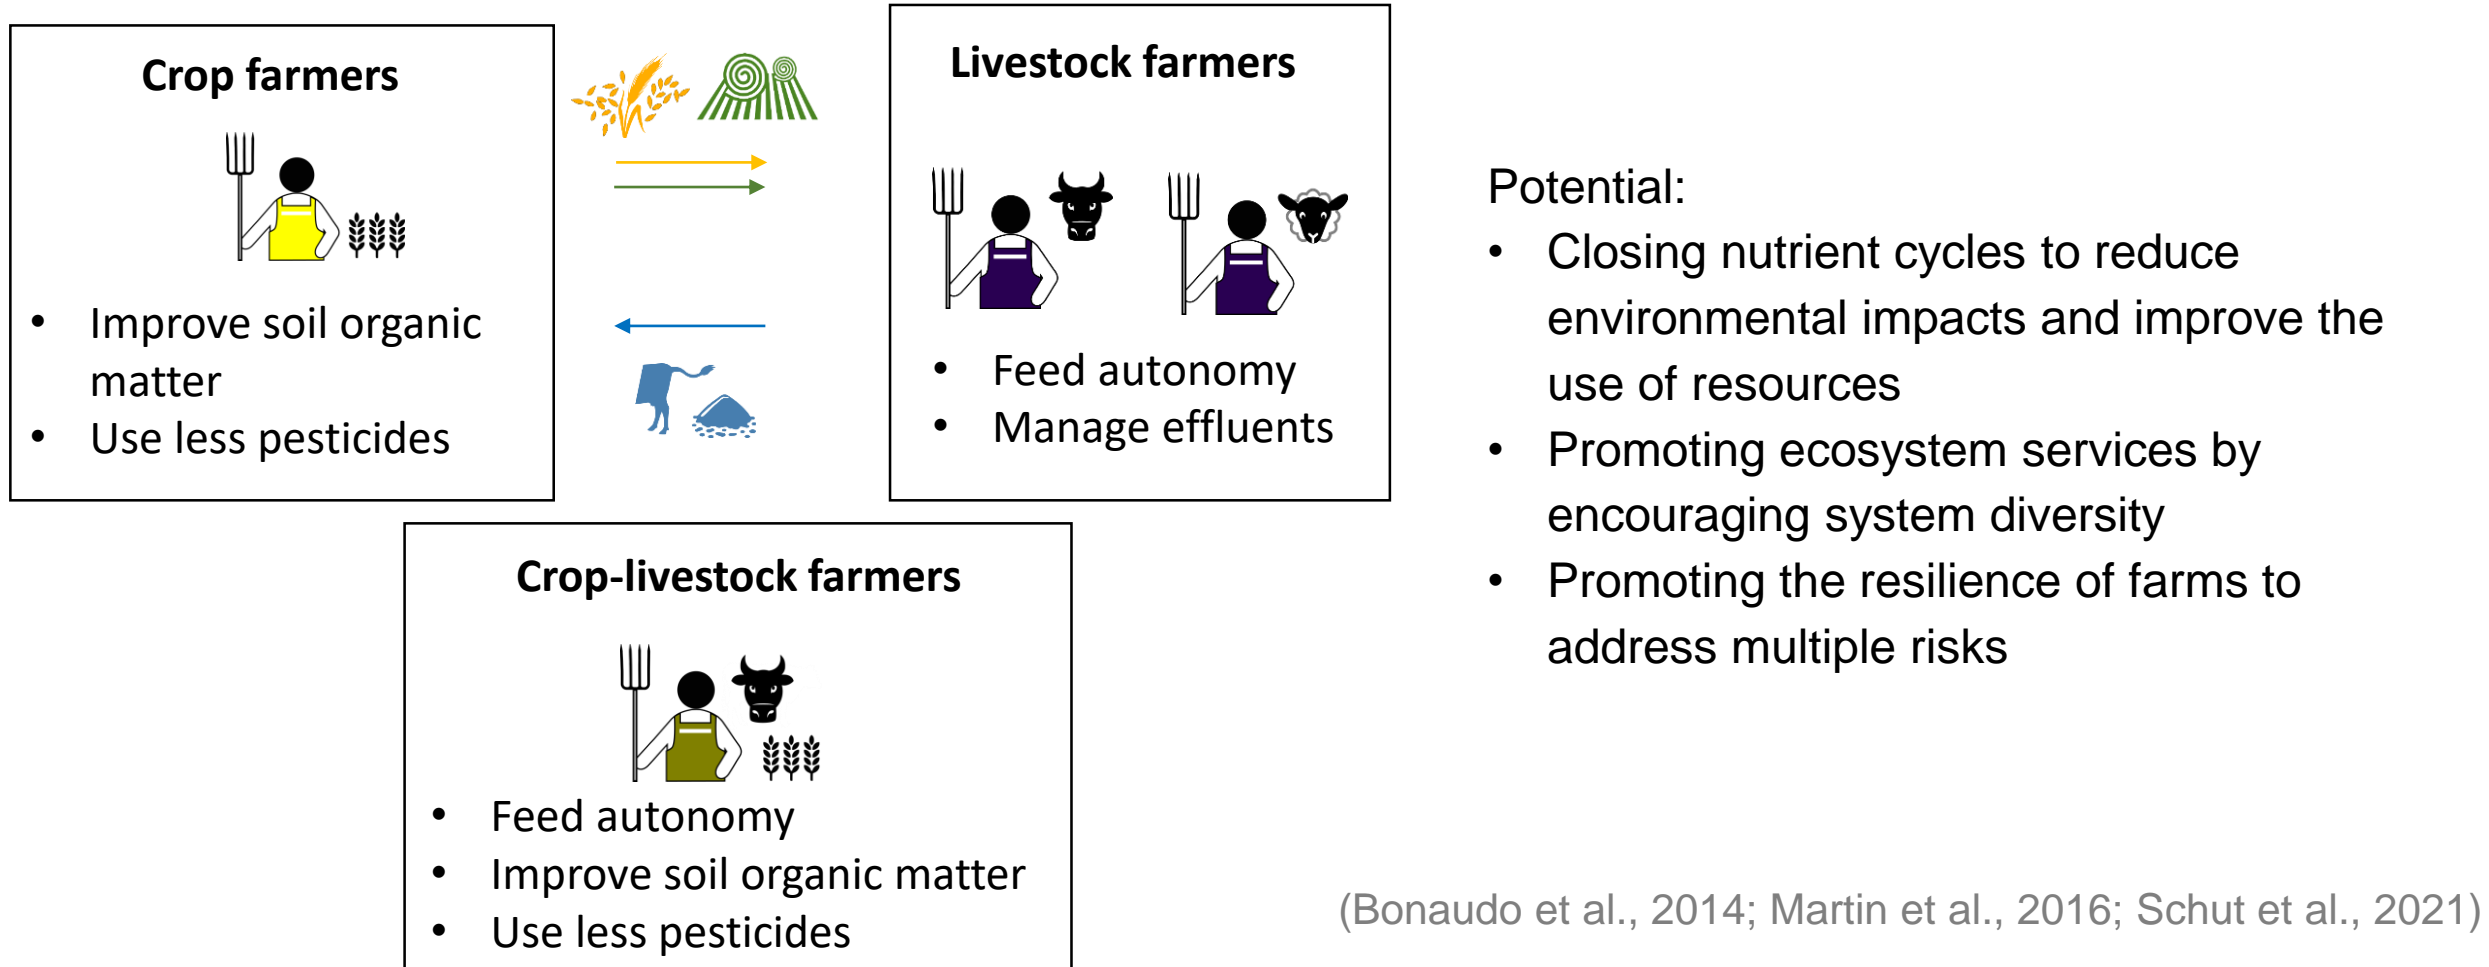 Crop farmers
• Improve soil organic
matter
• Use less pesticides
Livestock farmers
• Feed autonomy
• Manage effluents
Crop-livestock farmers
• Feed autonomy
• Improve soil organic matter
• Use less pesticides
Potential:
• Closing nutrient cycles to reduce
environmental impacts and improve the
use of resources
• Promoting ecosystem services by
encouraging system diversity
• Promoting the resilience of farms to
address multiple risks
(Bonaudo et al., 2014; Martin et al., 2016; Schut et al., 2021)